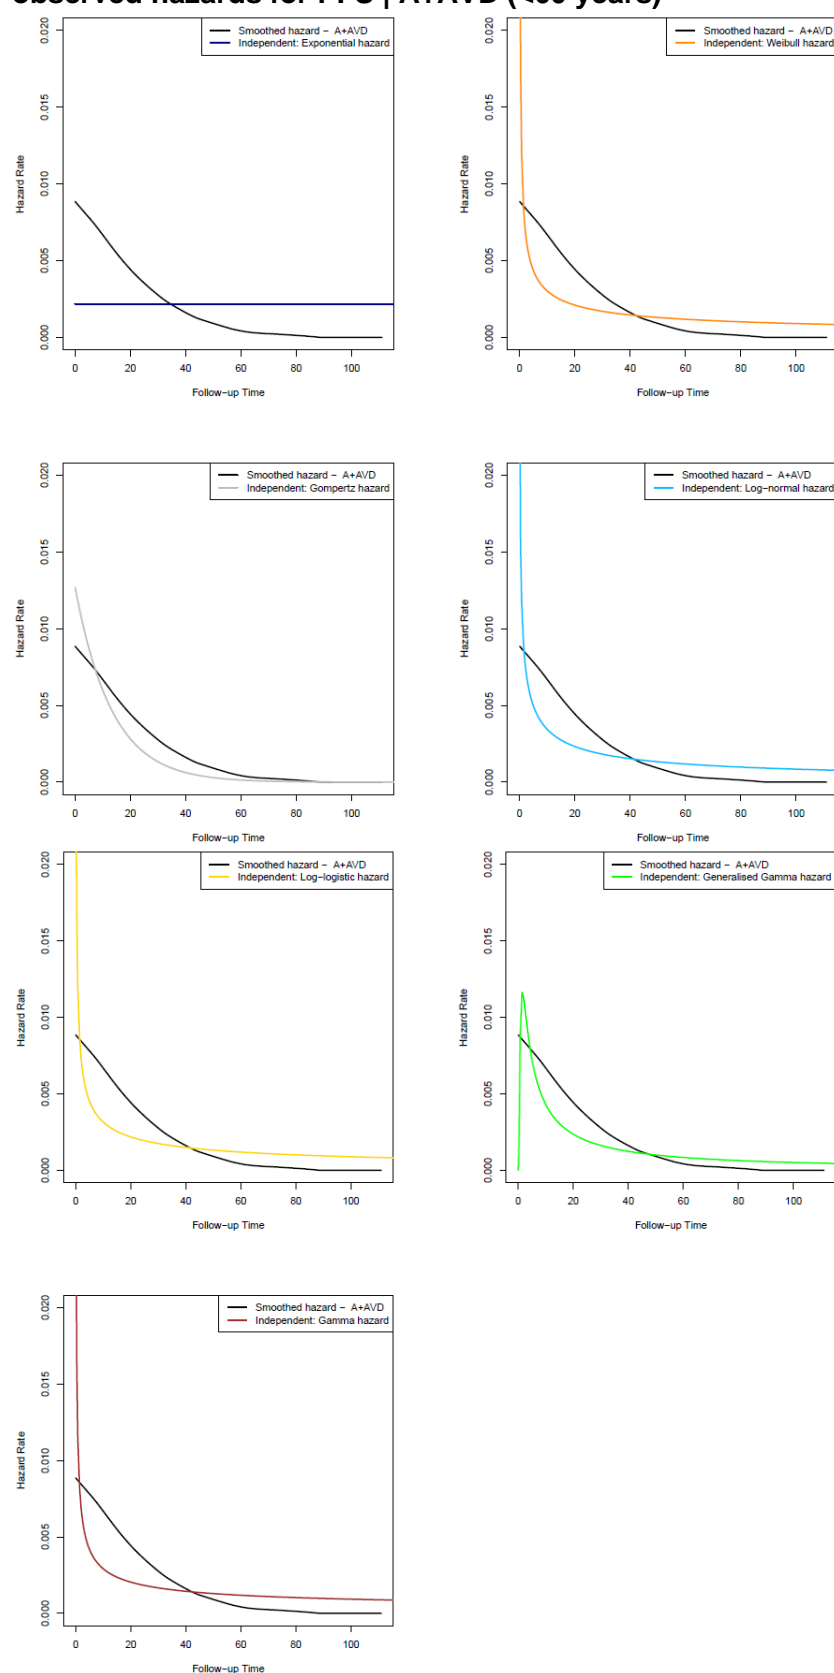 observed hazards for PFS | A+AVD (<60 years)
Smoothed hazard − A+AVD
Independent: Exponential hazard
Hazard Rate
0.020
0.015
0.010
0.005
0.000
0 20 40 60 80 100
Follow−up Time
Smoothed hazard − A+AVD
Independent: Weibull hazard
Hazard Rate
0.020
0.015
0.010
0.005
0.000
0 20 40 60 80 100
Follow−up Time
Smoothed hazard − A+AVD
Independent: Gompertz hazard
Hazard Rate
0.020
0.015
0.010
0.005
0.000
0 20 40 60 80 100
Follow−up Time
Smoothed hazard − A+AVD
Independent: Log−normal hazard
Hazard Rate
0.020
0.015
0.010
0.005
0.000
0 20 40 60 80 100
Follow−up Time
Smoothed hazard − A+AVD
Independent: Log−logistic hazard
Hazard Rate
0.020
0.015
0.010
0.005
0.000
0 20 40 60 80 100
Follow−up Time
Smoothed hazard − A+AVD
Independent: Generalised Gamma hazard
Hazard Rate
0.020
0.015
0.010
0.005
0.000
0 20 40 60 80 100
Follow−up Time
Smoothed hazard − A+AVD
Independent: Gamma hazard
Hazard Rate
0.020
0.015
0.010
0.005
0.000
0 20 40 60 80 100
Follow−up Time